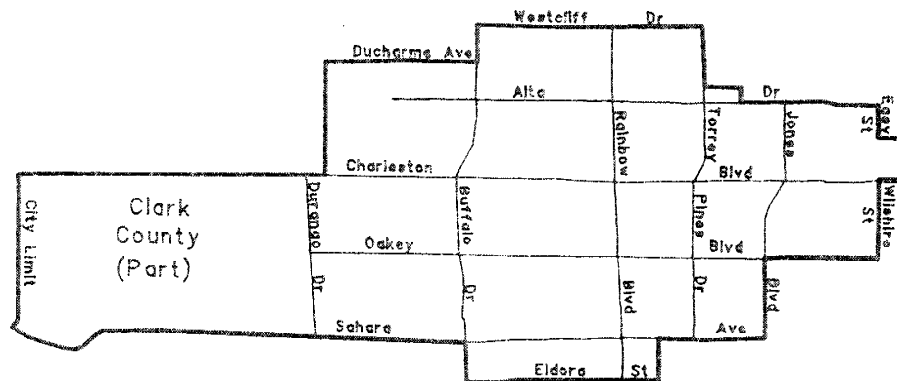 Westcliff Dr
Ducharme Ave
Alta Dr
Essy St
Rainbow Blvd
Torrey Pines Dr
Jones Blvd
Charleston Blvd
City Limit
Clark
County
(Part)
Durango Dr
Buffalo Dr
Wilshire St
Oakey Blvd
Sahara Ave
Eldora St